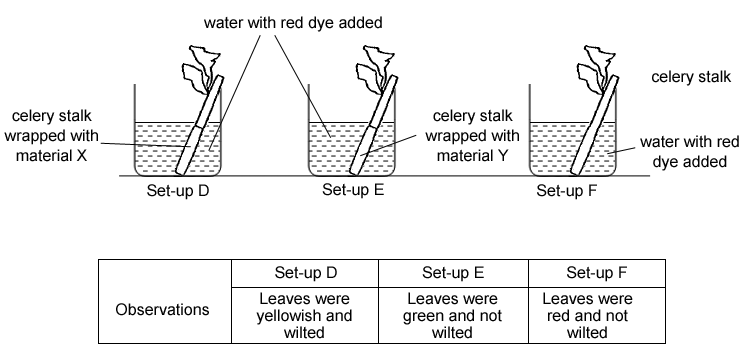 water with red dye added
celery stalk
celery stalk
wrapped with
material X
celery stalk
wrapped with
material Y
water with red
dye added
Set-up D
Set-up E
Set-up F
Observations
Set-up D
Set-up E
Set-up F
Leaves were
yellowish and
wilted
Leaves were
green and not
wilted
Leaves were
red and not
wilted